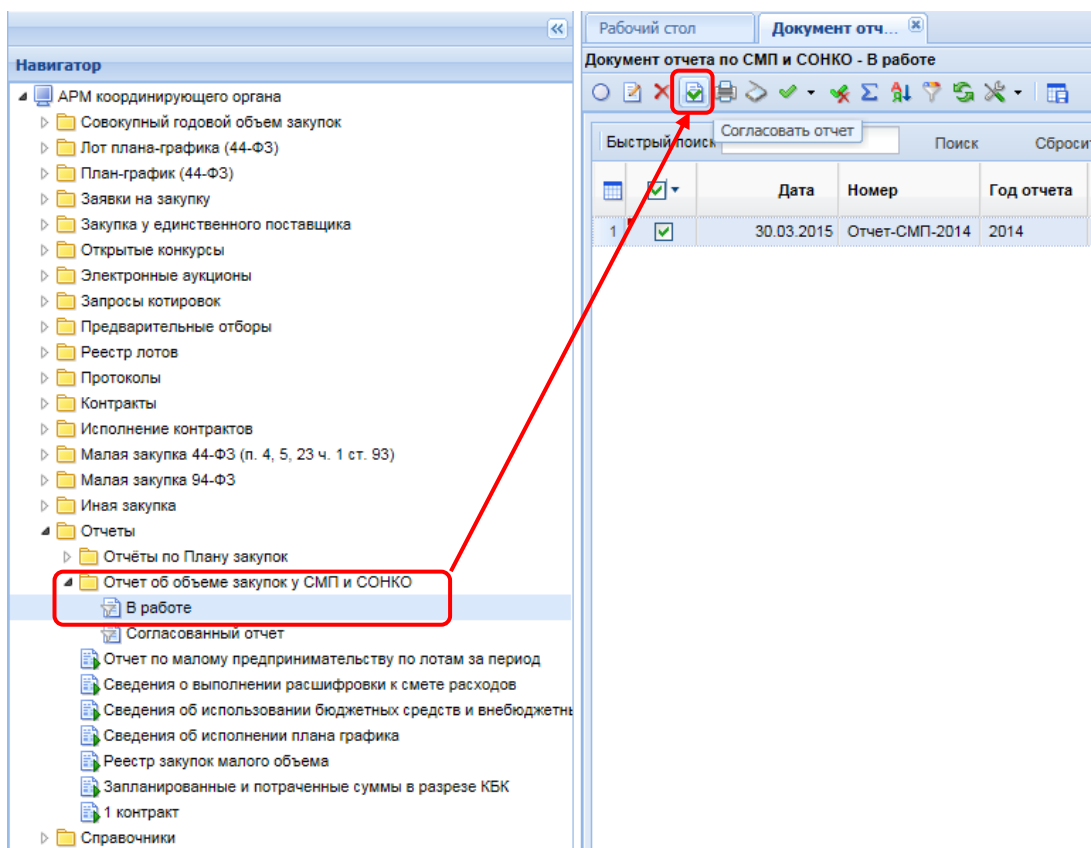 Навигатор
АРМ координирующего органа
Совокупный годовой объем закупок
Лот плана-графика (44-ФЗ)
План-график (44-ФЗ)
Заявки на закупку
Закупка у единственного поставщика
Открытые конкурсы
Электронные аукционы
Запросы котировок
Предварительные отборы
Реестр лотов
Протоколы
Контракты
Исполнение контрактов
Малая закупка 44-ФЗ (п. 4, 5, 23 ч. 1 ст. 93)
Малая закупка 94-ФЗ
Иная закупка
Отчеты
Отчёты по Плану закупок
Отчет об объеме закупок у СМП и СОНКО
В работе
Согласованный отчет
Отчет по малому предпринимательству по лотам за период
Сведения о выполнении расшифровки к смете расходов
Сведения об использовании бюджетных средств и внебюджетнь
Сведения об исполнении плана графика
Реестр закупок малого объема
Запланированные и потраченные суммы в разрезе КБК
1 контракт
Справочники
Рабочий стол Документ отч...
Документ отчета по СМП и СОНКО - В работе
Согласовать отчет
Быстрый поиск Поиск Сбросит
Дата Номер Год отчета
1 30.03.2015 Отчет-СМП-2014 2014